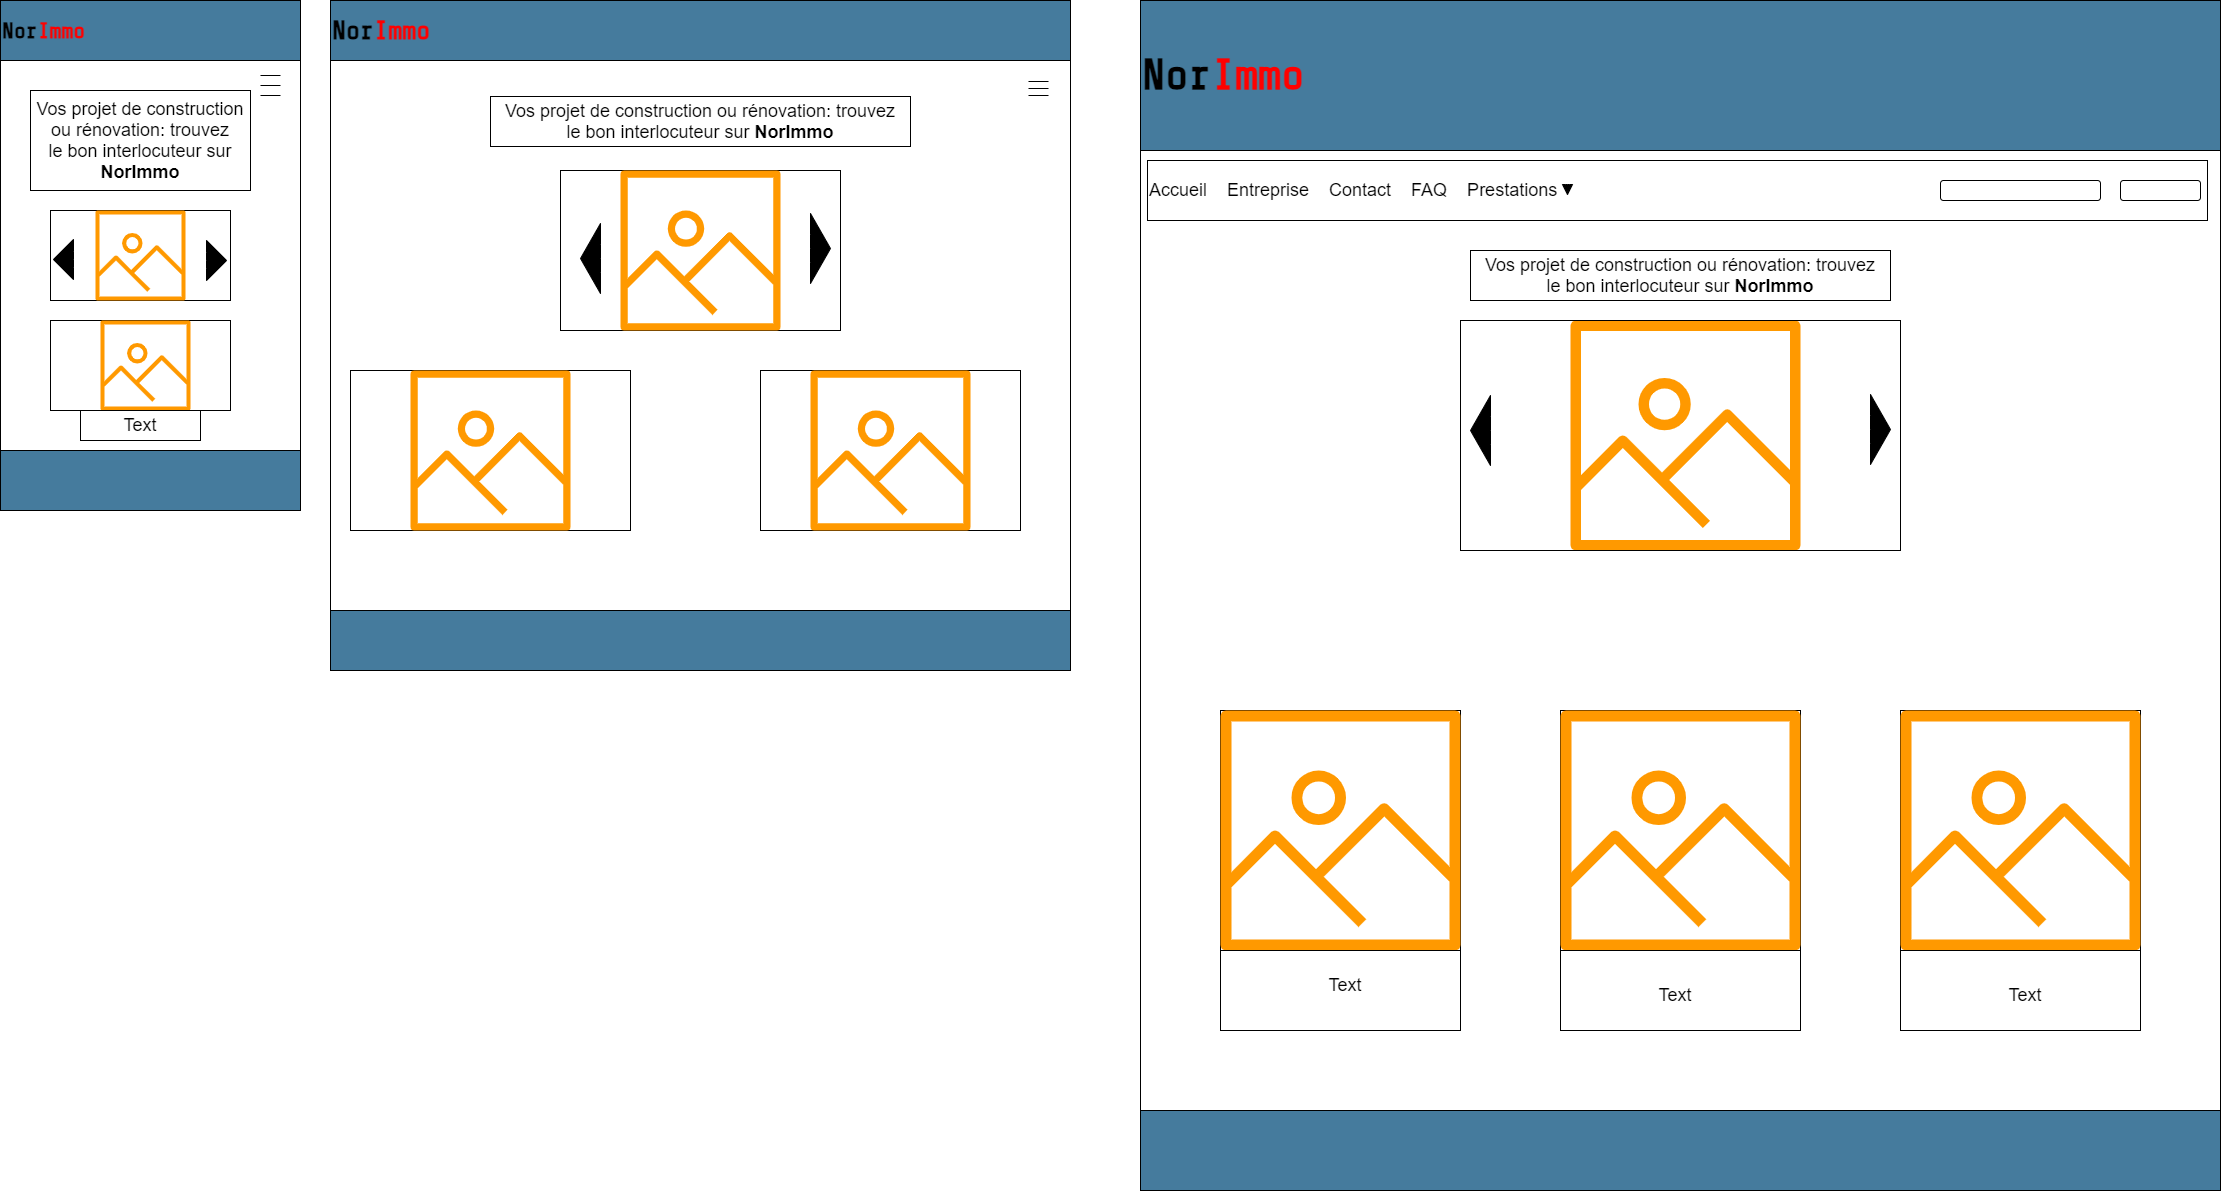 NorImmo
Vos projet de construction
ou rénovation: trouvez
le bon interlocuteur sur
NorImmo
Text
NorImmo
Vos projet de construction ou rénovation: trouvez
le bon interlocuteur sur NorImmo
NorImmo
Accueil Entreprise Contact FAQ Prestations ▼
Vos projet de construction ou rénovation: trouvez
le bon interlocuteur sur NorImmo
Text
Text
Text